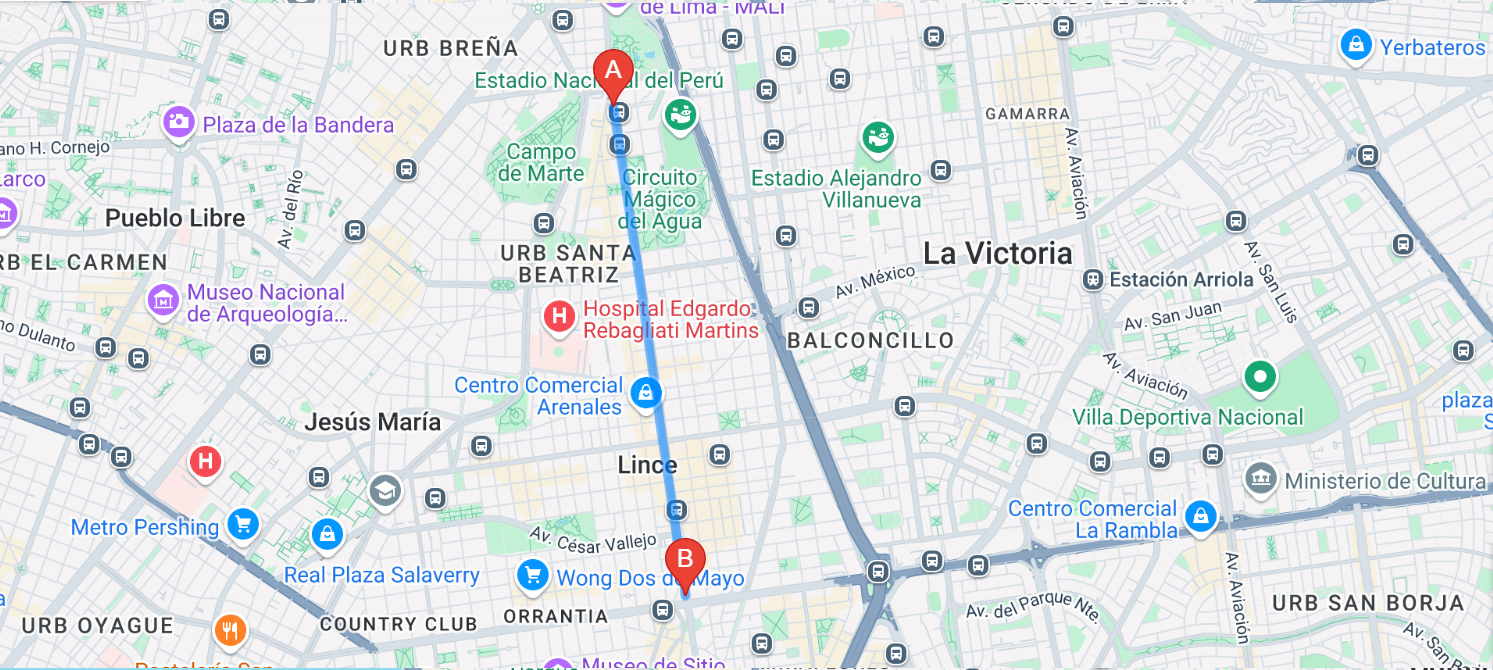 de Lima - MALI
URB BREÑA
Yerbateros
A
Estadio Nac
del Perú
GAMARRA
Plaza de la Bandera
ano H. Cornejo
Campo
de Marte
Av. Aviación
Larco
Circuito
Mágico
del Agua
Estadio Alejandro
Villanueva
Av. del Río
Pueblo Libre
URB SANTA
BEATRIZ
La Victoria
RB EL CARMEN
Av. México
Estación Arriola
Av. San Luis
Museo Nacional
de Arqueología...
H
Hospital Edgardo
Rebagliati Martins
Av. San Juan
no Dulanto
BALCONCILLO
Av. Aviación
Centro Comercial
Arenales
plaza
S
Villa Deportiva Nacional
Jesús María
H
Lince
Ministerio de Cultura
Metro Pershing
Centro Comercial
La Rambla
Av. César Vallejo
B
Real Plaza Salaverry
Wong Dos de Mayo
a
Av. Aviación
Av. del Parque Nte.
URB SAN BORJA
ORRANTIA
URB OYAGUE
COUNTRY CLUB
Av. San
Museo de Sitio